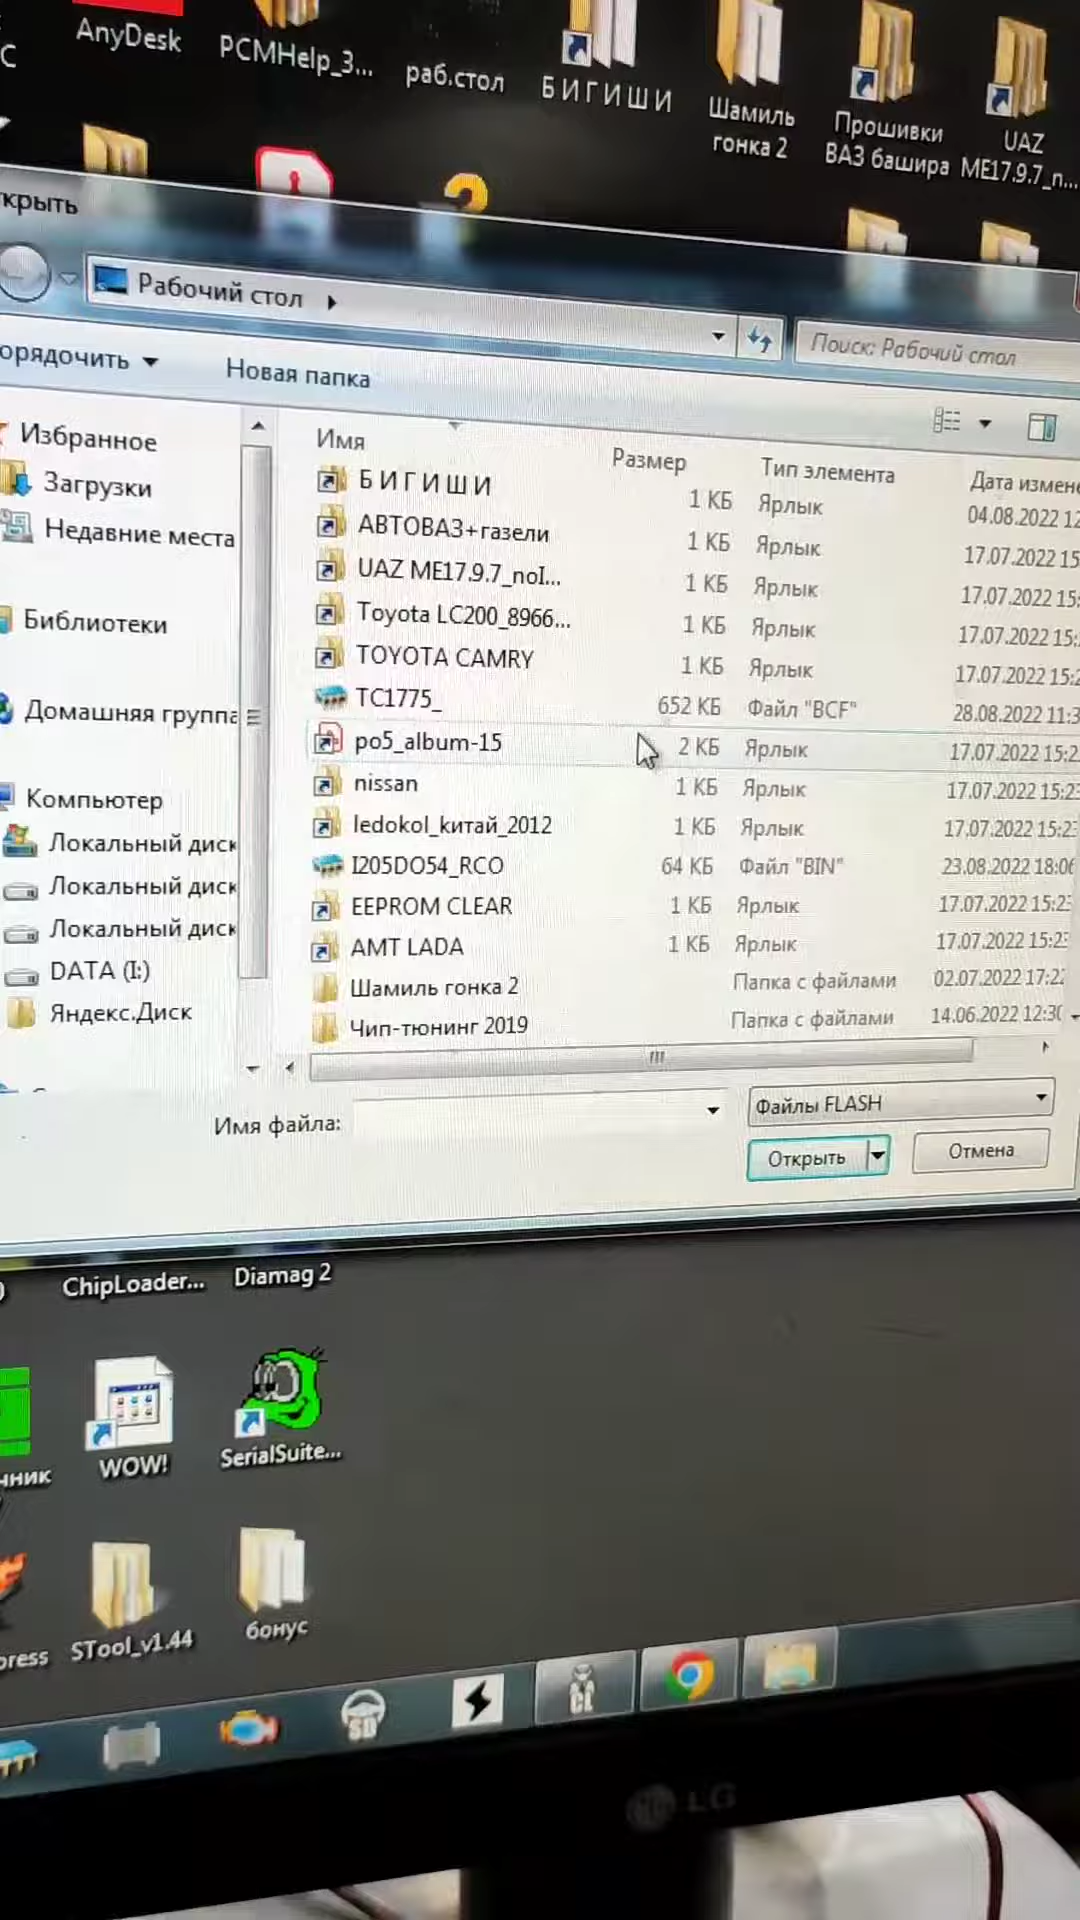 AnyDesk
PCMHelp_3...
раб.стол
Б И Г И Ш И
Шамиль
гонка 2
Прошивки
ВАЗ башира
UAZ
ME17.9.7_n...
С
крыть
Рабочий стол
Поиск: Рабочий стол
орядочить
Новая папка
Имя
Размер
Тип элемента
Дата измене
Б И Г И Ш И 1 КБ Ярлык 04.08.2022 12
АВТОВАЗ+газели 1 КБ Ярлык 17.07.2022 15:
UAZ ME17.9.7_noI... 1 КБ Ярлык 17.07.2022 15:
Toyota LC200_8966... 1 КБ Ярлык 17.07.2022 15:
TOYOTA CAMRY 1 КБ Ярлык 17.07.2022 15:2
TC1775_ 652 КБ Файл "BCF" 28.08.2022 11:3
po5_album-15 2 КБ Ярлык 17.07.2022 15:2
nissan 1 КБ Ярлык 17.07.2022 15:23
ledokol_китай_2012 1 КБ Ярлык 17.07.2022 15:23
I205DO54_RCO 64 КБ Файл "BIN" 23.08.2022 18:06
EEPROM CLEAR 1 КБ Ярлык 17.07.2022 15:23
AMT LADA 1 КБ Ярлык 17.07.2022 15:23
Шамиль гонка 2 Папка с файлами 02.07.2022 17:22
Чип-тюнинг 2019 Папка с файлами 14.06.2022 12:30
Избранное
Загрузки
Недавние места
Библиотеки
Домашняя группа
Компьютер
Локальный диск
Локальный диск
Локальный диск
DATA (I:)
Яндекс.Диск
Имя файла:
Файлы FLASH
Открыть
Отмена
ChipLoader...
Diamag 2
чник
WOW!
SerialSuite...
press
STool_v1.44
бонус
SD
CL
LG